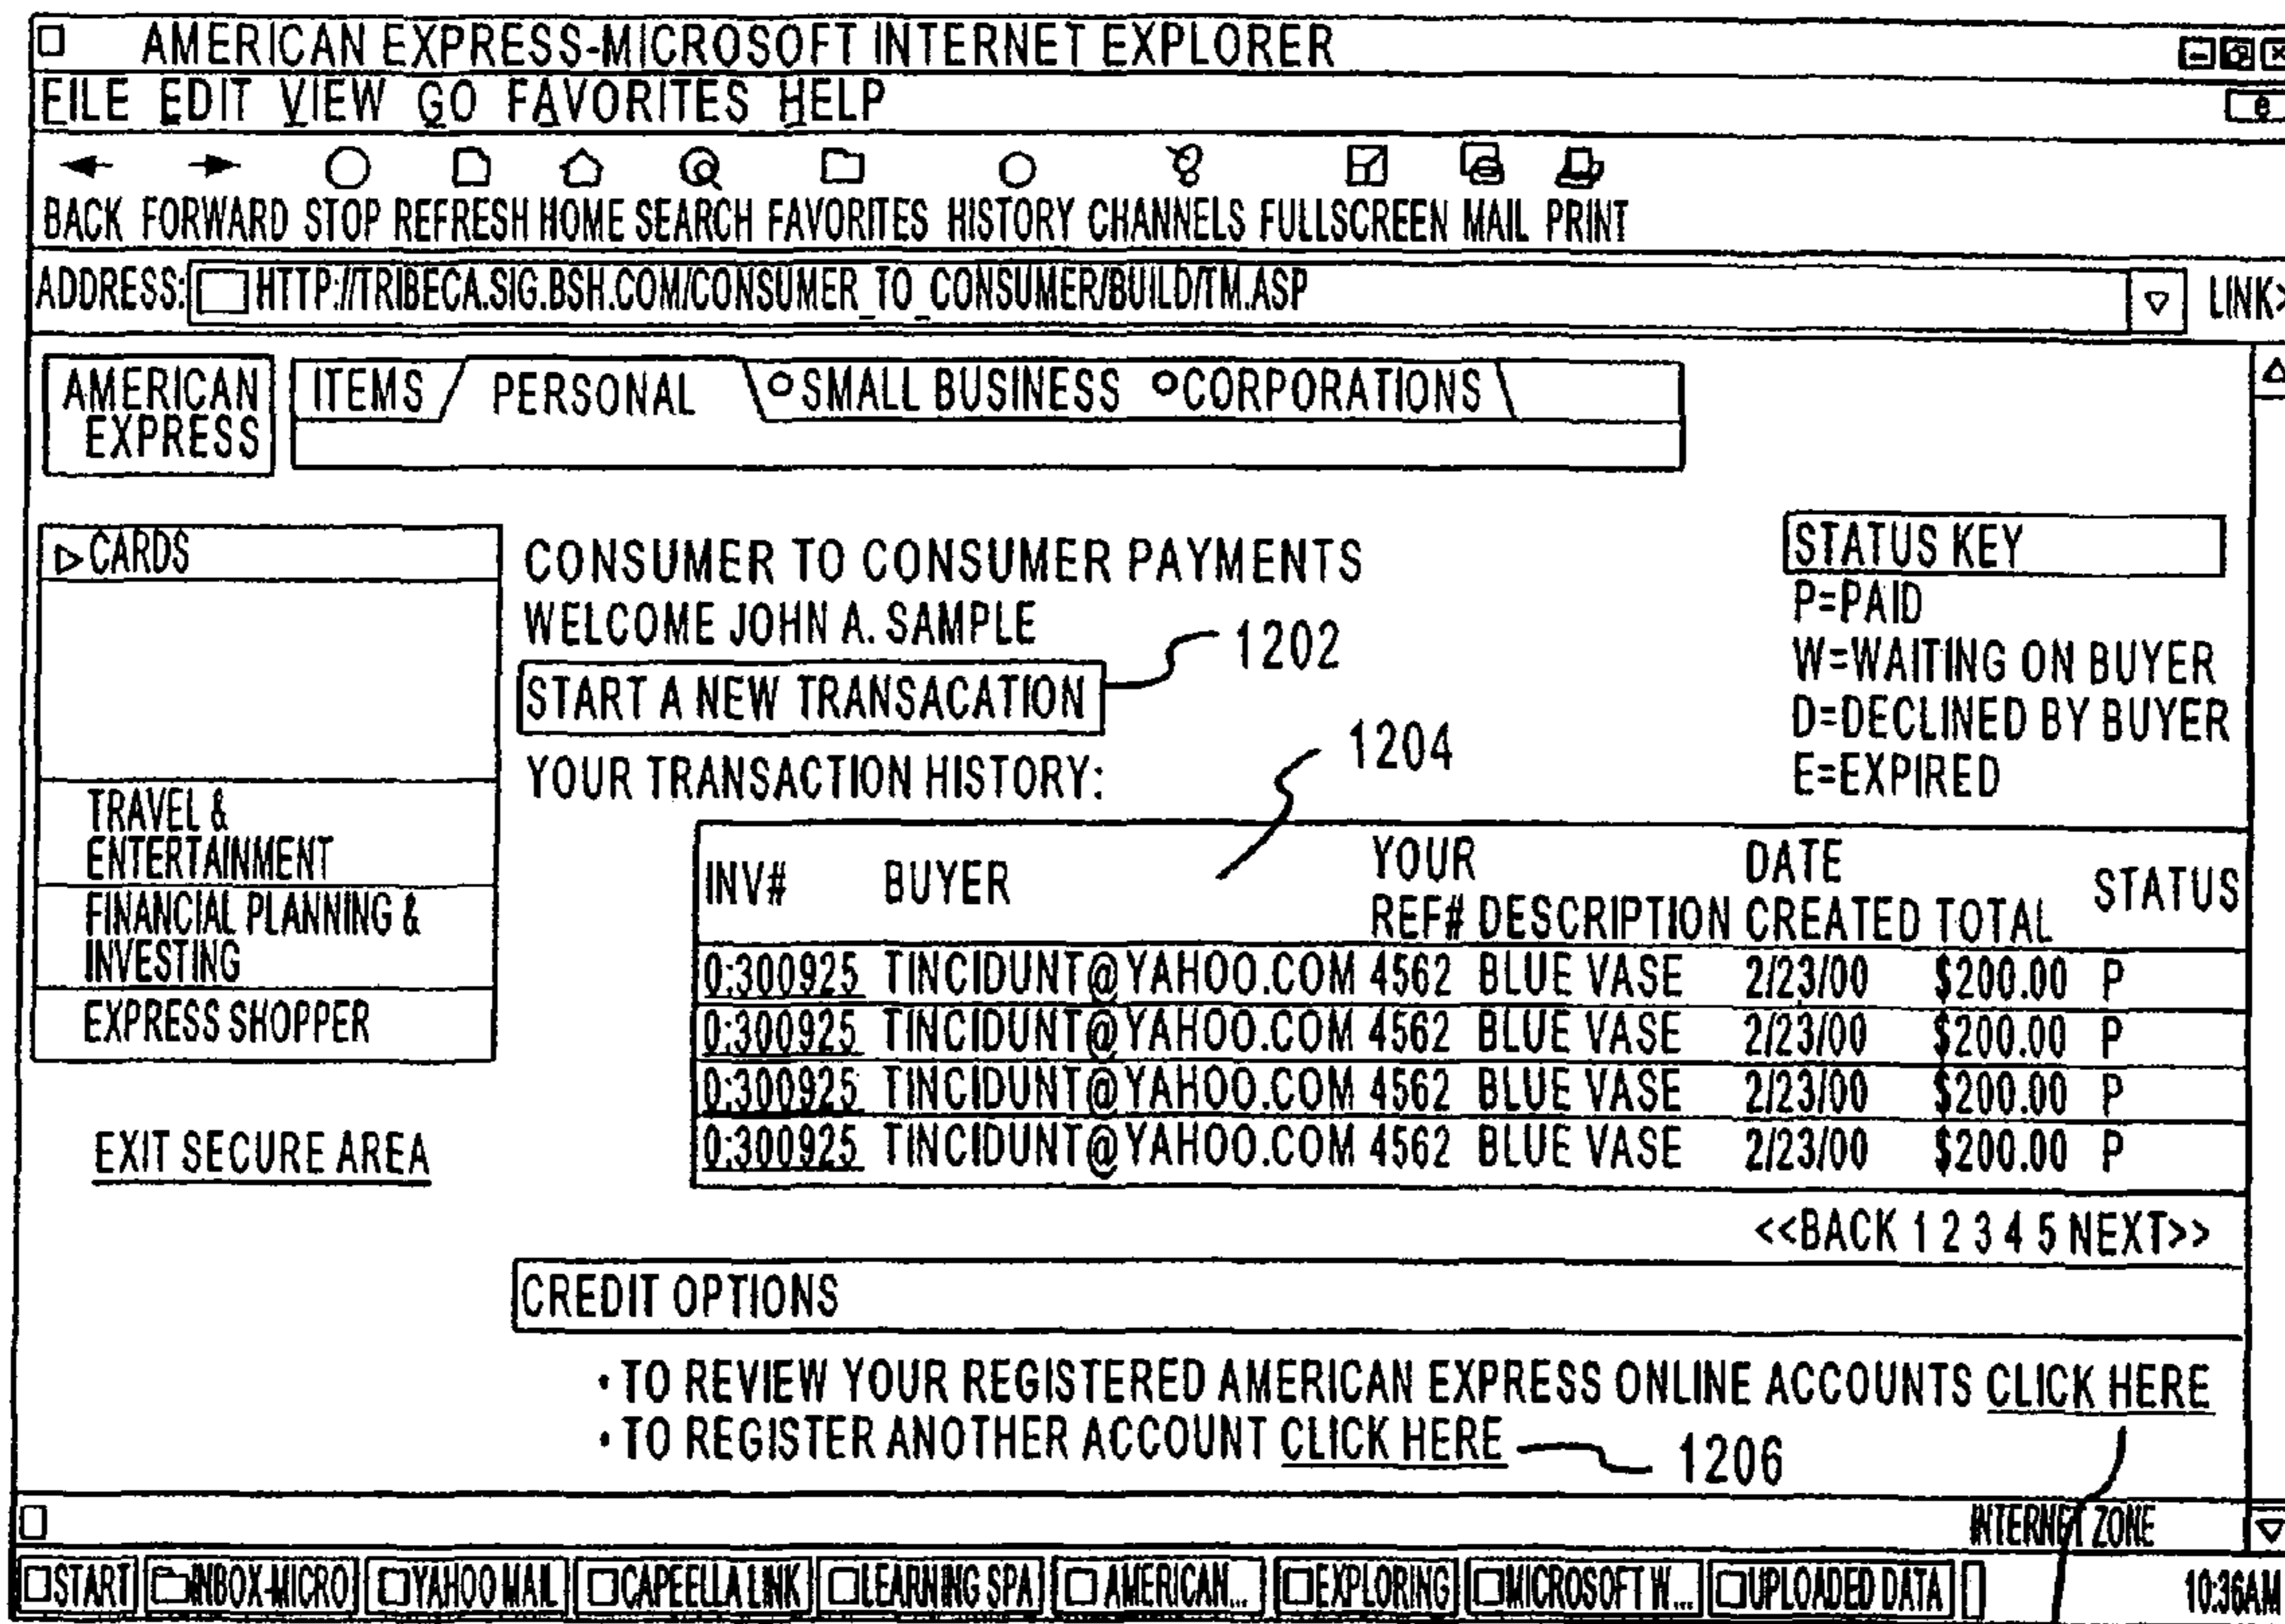 AMERICAN EXPRESS-MICROSOFT INTERNET EXPLORER
FILE EDIT VIEW GO FAVORITES HELP
e
BACK FORWARD STOP REFRESH HOME SEARCH FAVORITES HISTORY CHANNELS FULLSCREEN MAIL PRINT
ADDRESS: HTTP://TRIBECA.SIG.BSH.COM/CONSUMER_TO_CONSUMER/BUILD/TM.ASP LINK>
AMERICAN
EXPRESS
ITEMS PERSONAL SMALL BUSINESS CORPORATIONS
CARDS
TRAVEL &
ENTERTAINMENT
FINANCIAL PLANNING &
INVESTING
EXPRESS SHOPPER
EXIT SECURE AREA
CONSUMER TO CONSUMER PAYMENTS
WELCOME JOHN A. SAMPLE
START A NEW TRANSACATION
1202
YOUR TRANSACTION HISTORY:
1204
STATUS KEY
P=PAID
W=WAITING ON BUYER
D=DECLINED BY BUYER
E=EXPIRED
INV# BUYER YOUR REF# DESCRIPTION DATE CREATED TOTAL STATUS
0:300925 TINCIDUNT@YAHOO.COM 4562 BLUE VASE 2/23/00 $200.00 P
0:300925 TINCIDUNT@YAHOO.COM 4562 BLUE VASE 2/23/00 $200.00 P
0:300925 TINCIDUNT@YAHOO.COM 4562 BLUE VASE 2/23/00 $200.00 P
0:300925 TINCIDUNT@YAHOO.COM 4562 BLUE VASE 2/23/00 $200.00 P
<<BACK 1 2 3 4 5 NEXT>>
CREDIT OPTIONS
• TO REVIEW YOUR REGISTERED AMERICAN EXPRESS ONLINE ACCOUNTS CLICK HERE
• TO REGISTER ANOTHER ACCOUNT CLICK HERE
1206
INTERNET ZONE
START INBOX-MICRO YAHOO MAIL CAPEELLA LINK LEARNING SPA AMERICAN... EXPLORING MICROSOFT W... UPLOADED DATA 10:36AM